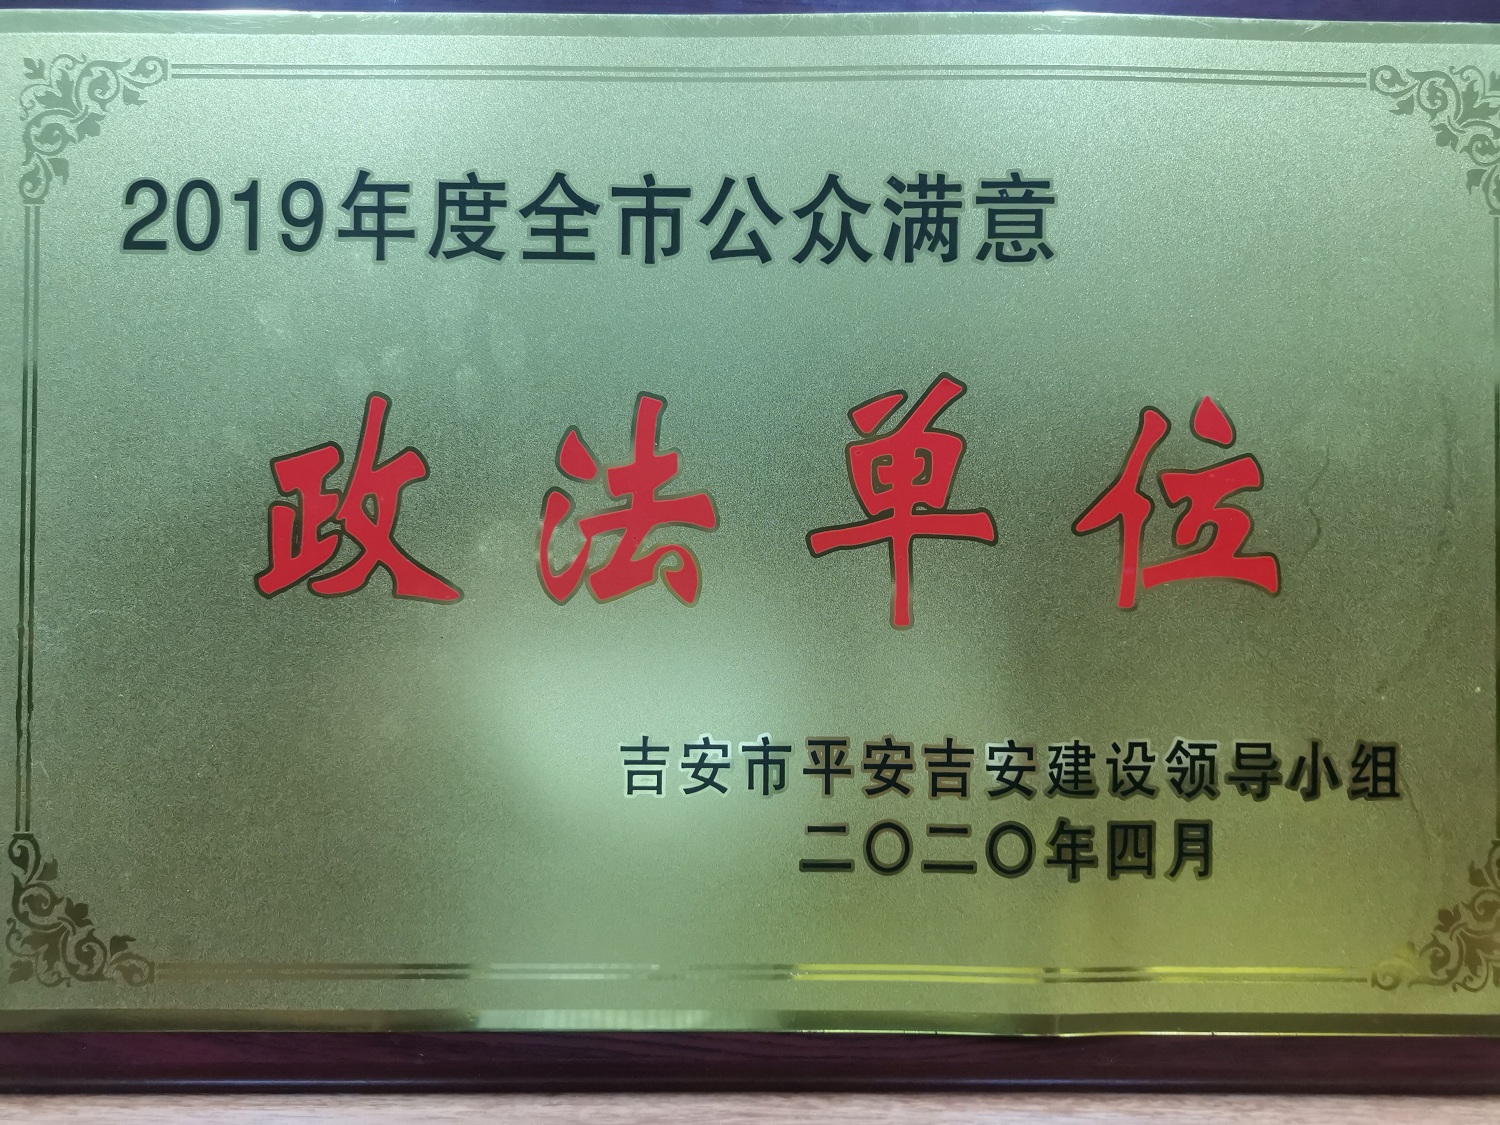 2019年度全市公众满意
政法单位
吉安市平安吉安建设领导小组
二〇二〇年四月